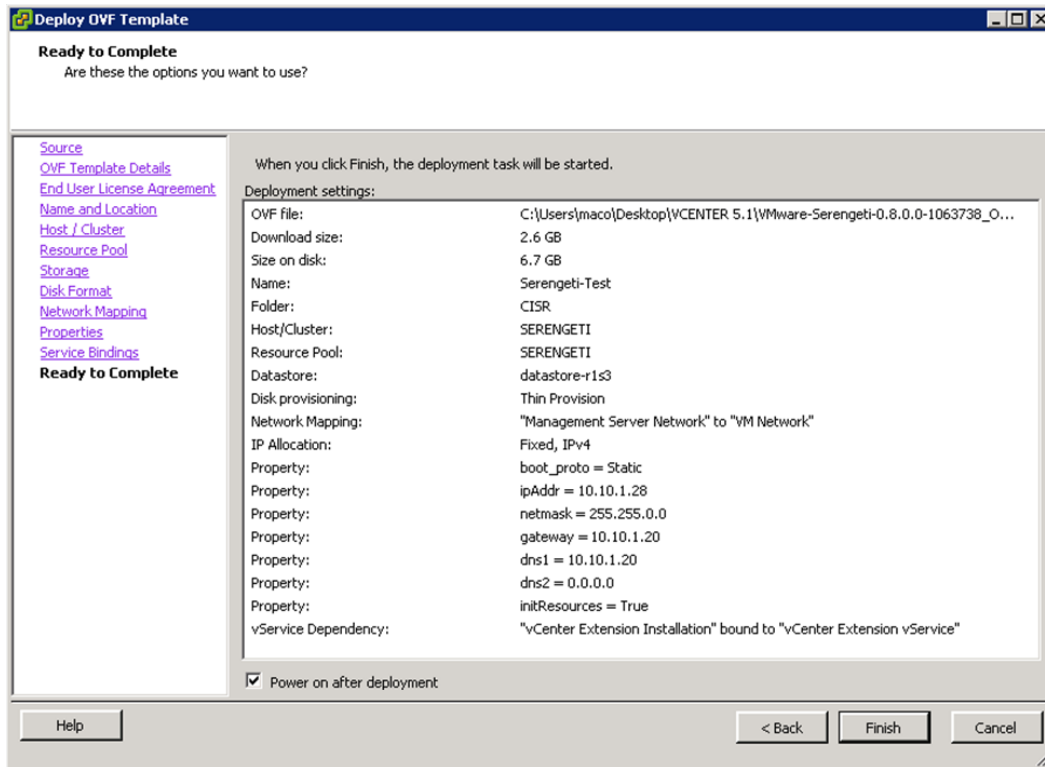 Deploy OVF Template
Ready to Complete
Are these the options you want to use?
Source
OVF Template Details
End User License Agreement
Name and Location
Host / Cluster
Resource Pool
Storage
Disk Format
Network Mapping
Properties
Service Bindings
Ready to Complete
When you click Finish, the deployment task will be started.
Deployment settings:
OVF file: C:\Users\maco\Desktop\VCENTER 5.1\VMware-Serengeti-0.8.0.0-1063738_O...
Download size: 2.6 GB
Size on disk: 6.7 GB
Name: Serengeti-Test
Folder: CISR
Host/Cluster: SERENGETI
Resource Pool: SERENGETI
Datastore: datastore-r1s3
Disk provisioning: Thin Provision
Network Mapping: "Management Server Network" to "VM Network"
IP Allocation: Fixed, IPv4
Property: boot_proto = Static
Property: ipAddr = 10.10.1.28
Property: netmask = 255.255.0.0
Property: gateway = 10.10.1.20
Property: dns1 = 10.10.1.20
Property: dns2 = 0.0.0.0
Property: initResources = True
vService Dependency: "vCenter Extension Installation" bound to "vCenter Extension vService"
Power on after deployment
Help
< Back
Finish
Cancel